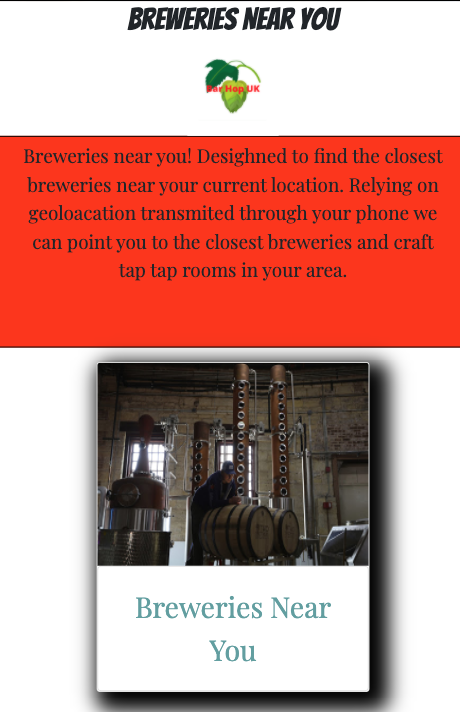 BREWERIES NEAR YOU
Bar Hop UK
Breweries near you! Desighned to find the closest
breweries near your current location. Relying on
geoloacation transmited through your phone we
can point you to the closest breweries and craft
tap tap rooms in your area.
Breweries Near
You